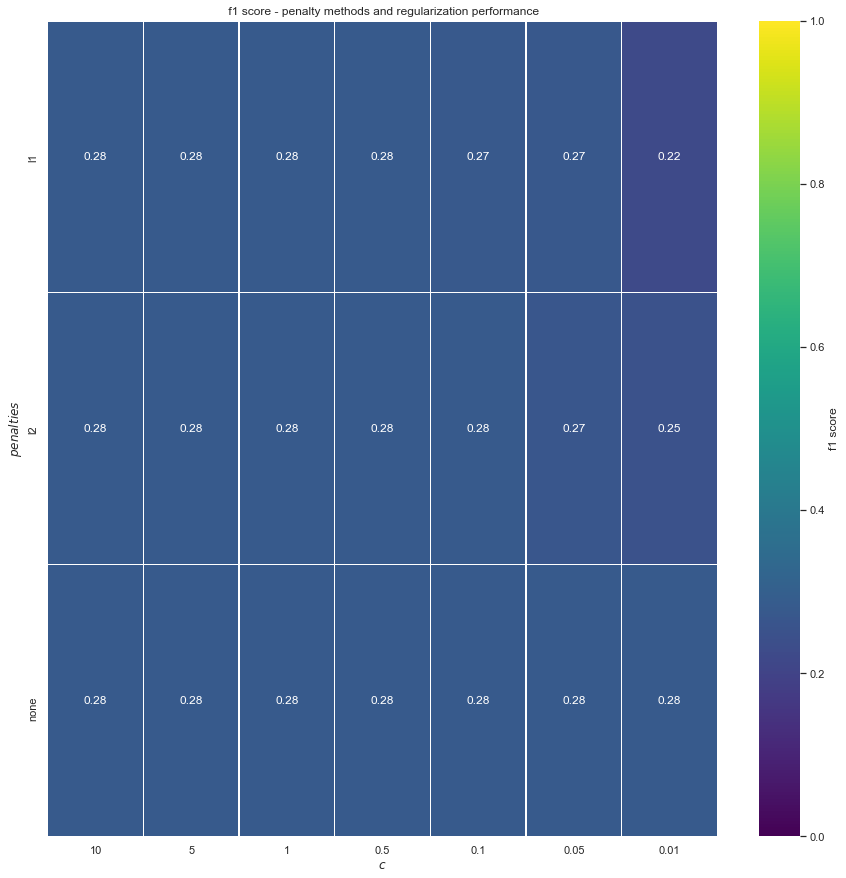 f1 score - penalty methods and regularization performance
l1
0.28 0.28 0.28 0.28 0.27 0.27 0.22
l2
0.28 0.28 0.28 0.28 0.28 0.27 0.25
none
0.28 0.28 0.28 0.28 0.28 0.28 0.28
penalties
10 5 1 0.5 0.1 0.05 0.01
c
1.0
0.8
0.6
0.4
0.2
0.0
f1 score